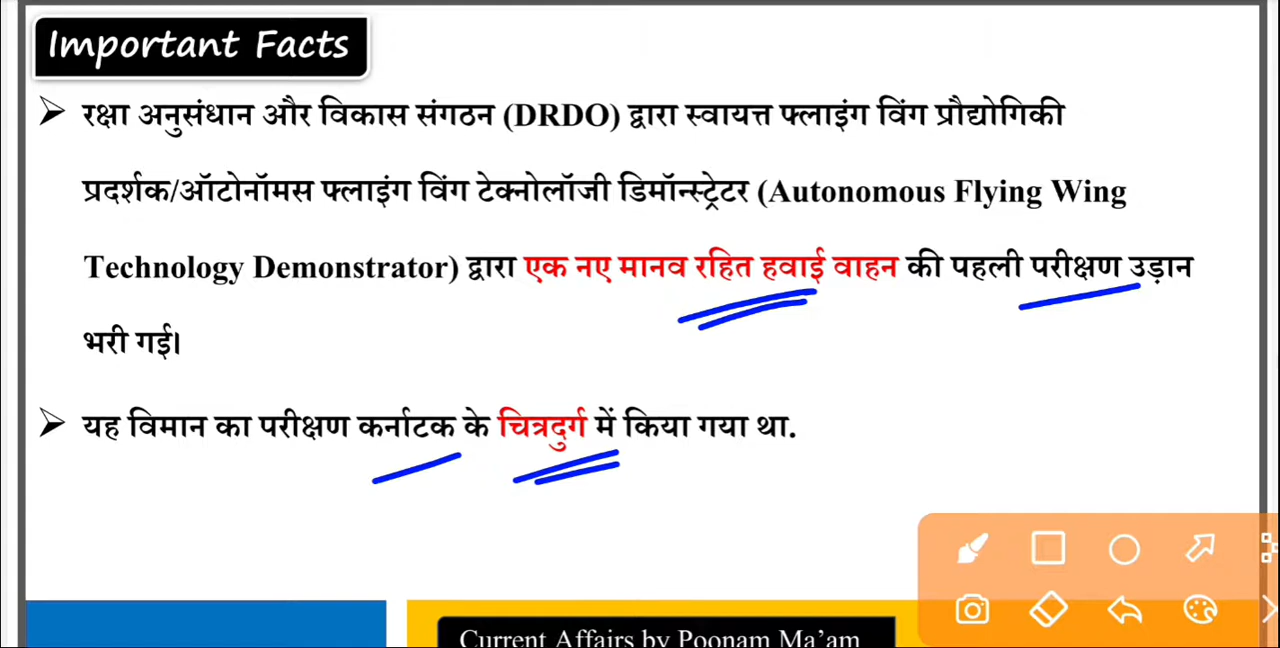 Important Facts
➢ रक्षा अनुसंधान और विकास संगठन (DRDO) द्वारा स्वायत्त फ्लाइंग विंग प्रौद्योगिकी
प्रदर्शक/ऑटोनॉमस फ्लाइंग विंग टेक्नोलॉजी डिमॉन्स्ट्रेटर (Autonomous Flying Wing
Technology Demonstrator) द्वारा एक नए मानव रहित हवाई वाहन की पहली परीक्षण उड़ान
भरी गई।
➢ यह विमान का परीक्षण कर्नाटक के चित्रदुर्ग में किया गया था.
Current Affairs by Poonam Ma’am